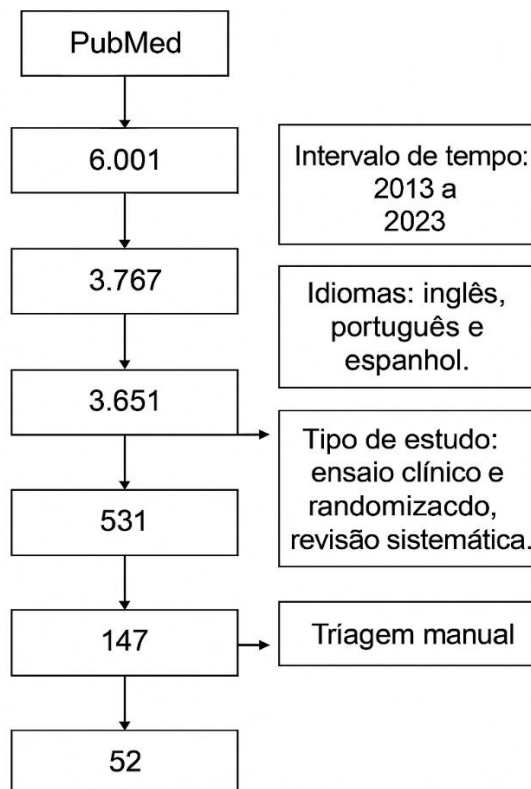 PubMed
6.001
Intervalo de tempo:
2013 a
2023
3.767
Idiomas: inglês,
português e
espanhol.
3.651
Tipo de estudo:
ensaio clínico e
randomizacdo,
revisão sistemática.
531
147
Tríagem manual
52